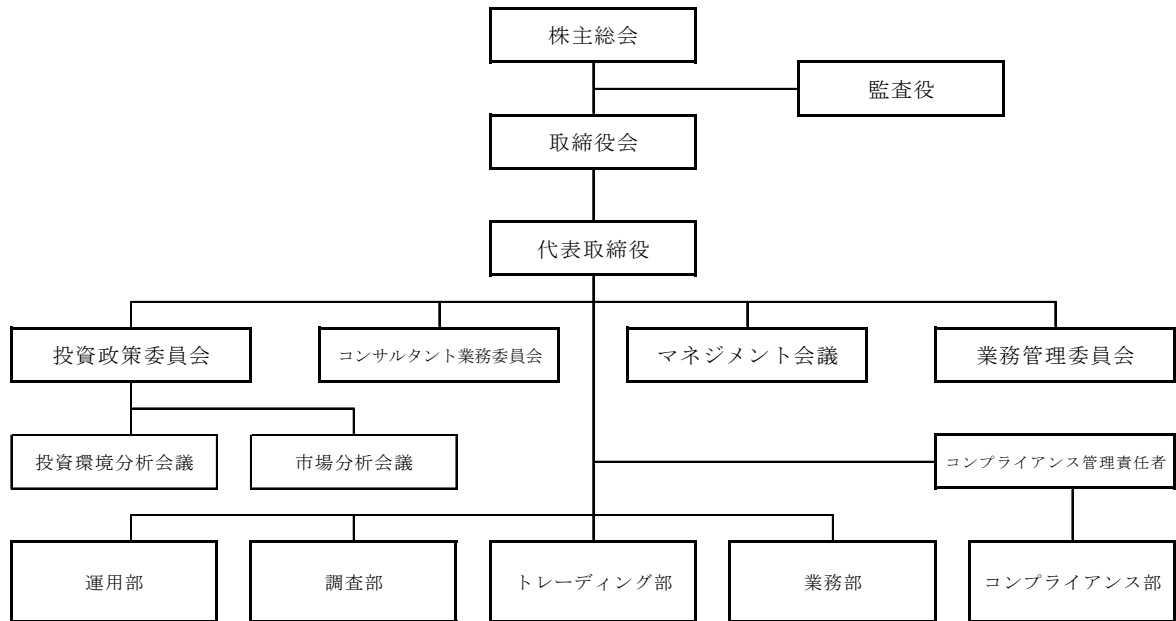 株主総会
監査役
取締役会
代表取締役
投資政策委員会
コンサルタント業務委員会
マネジメント会議
業務管理委員会
投資環境分析会議
市場分析会議
コンプライアンス管理責任者
運用部
調査部
トレーディング部
業務部
コンプライアンス部